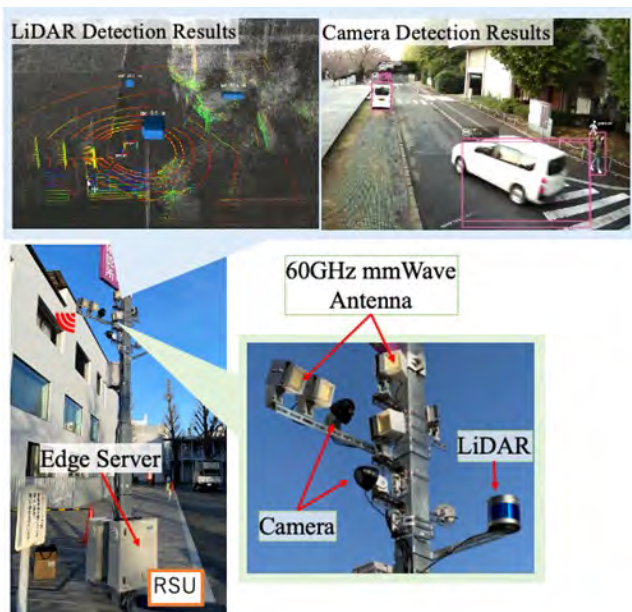 LiDAR Detection Results
Camera Detection Results
60GHz mmWave
Antenna
LiDAR
Edge Server
Camera
RSU